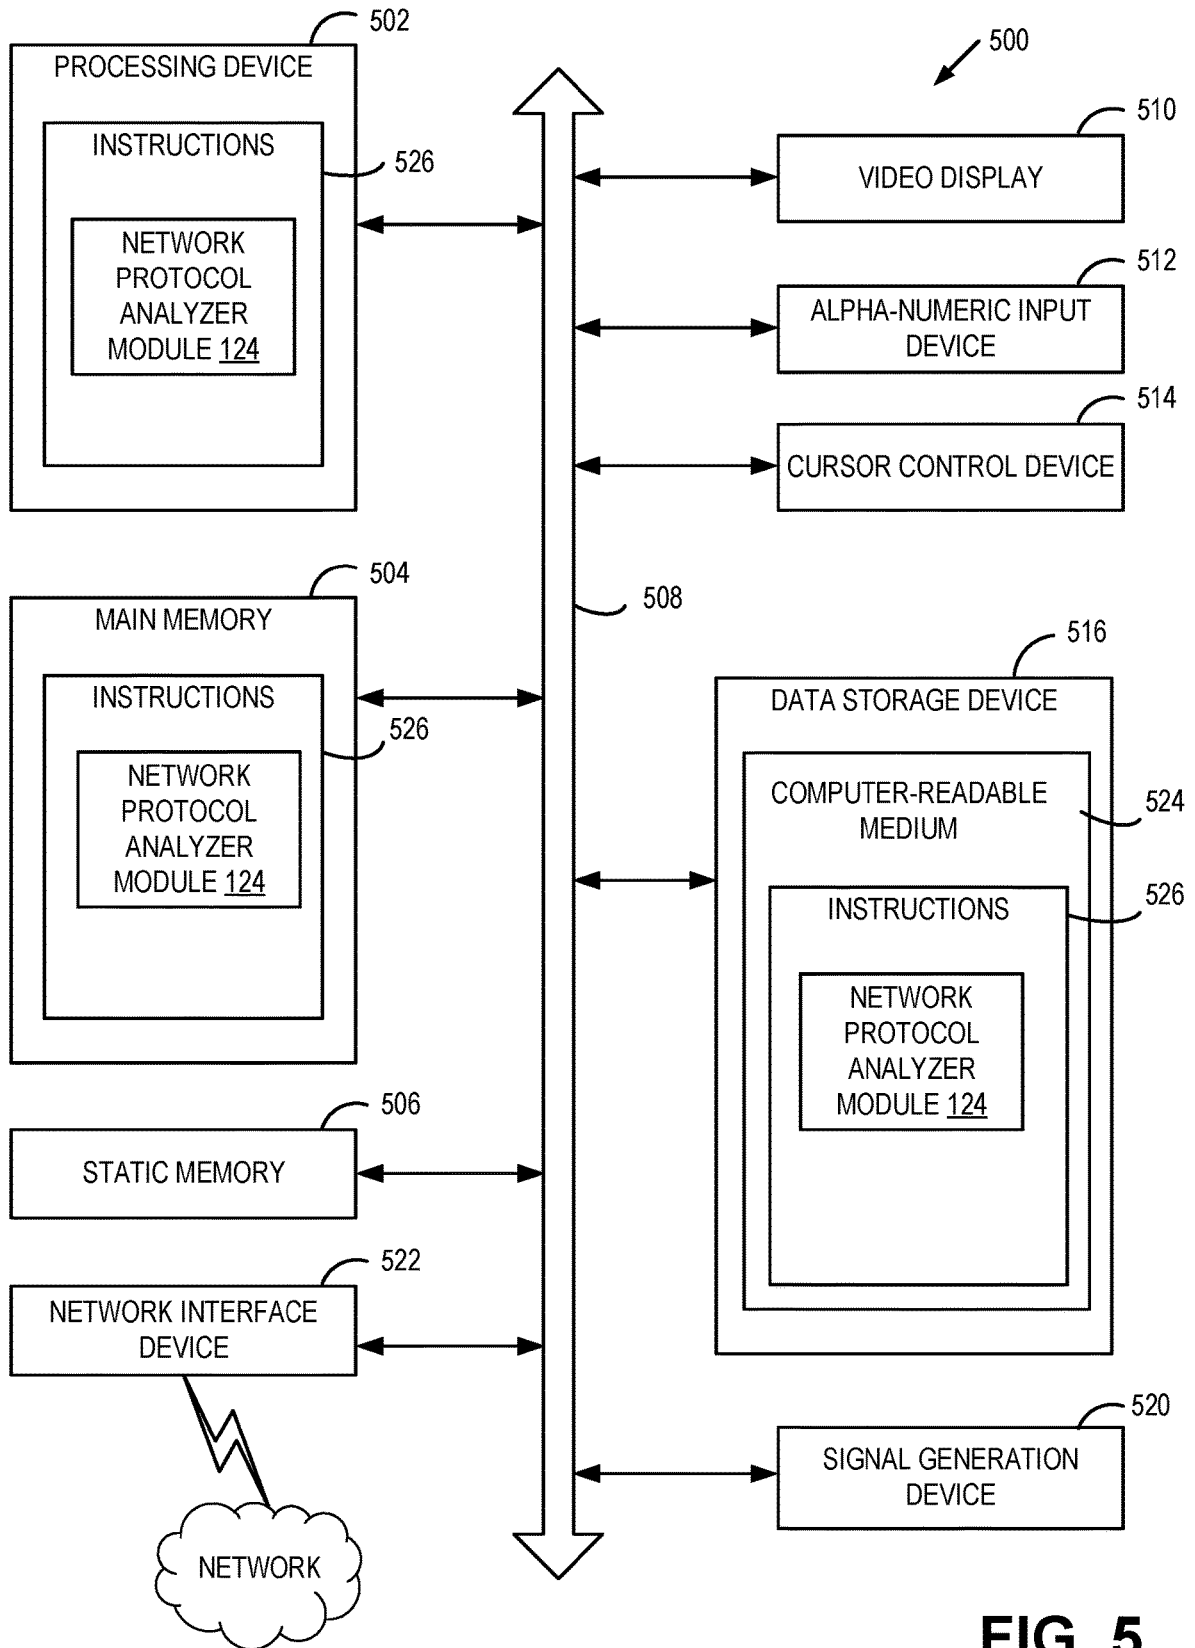 502
PROCESSING DEVICE
INSTRUCTIONS
526
NETWORK
PROTOCOL
ANALYZER
MODULE 124
504
MAIN MEMORY
INSTRUCTIONS
526
NETWORK
PROTOCOL
ANALYZER
MODULE 124
506
STATIC MEMORY
522
NETWORK INTERFACE
DEVICE
NETWORK
508
500
510
VIDEO DISPLAY
512
ALPHA-NUMERIC INPUT
DEVICE
514
CURSOR CONTROL DEVICE
516
DATA STORAGE DEVICE
COMPUTER-READABLE
MEDIUM
524
INSTRUCTIONS
526
NETWORK
PROTOCOL
ANALYZER
MODULE 124
520
SIGNAL GENERATION
DEVICE
FIG. 5